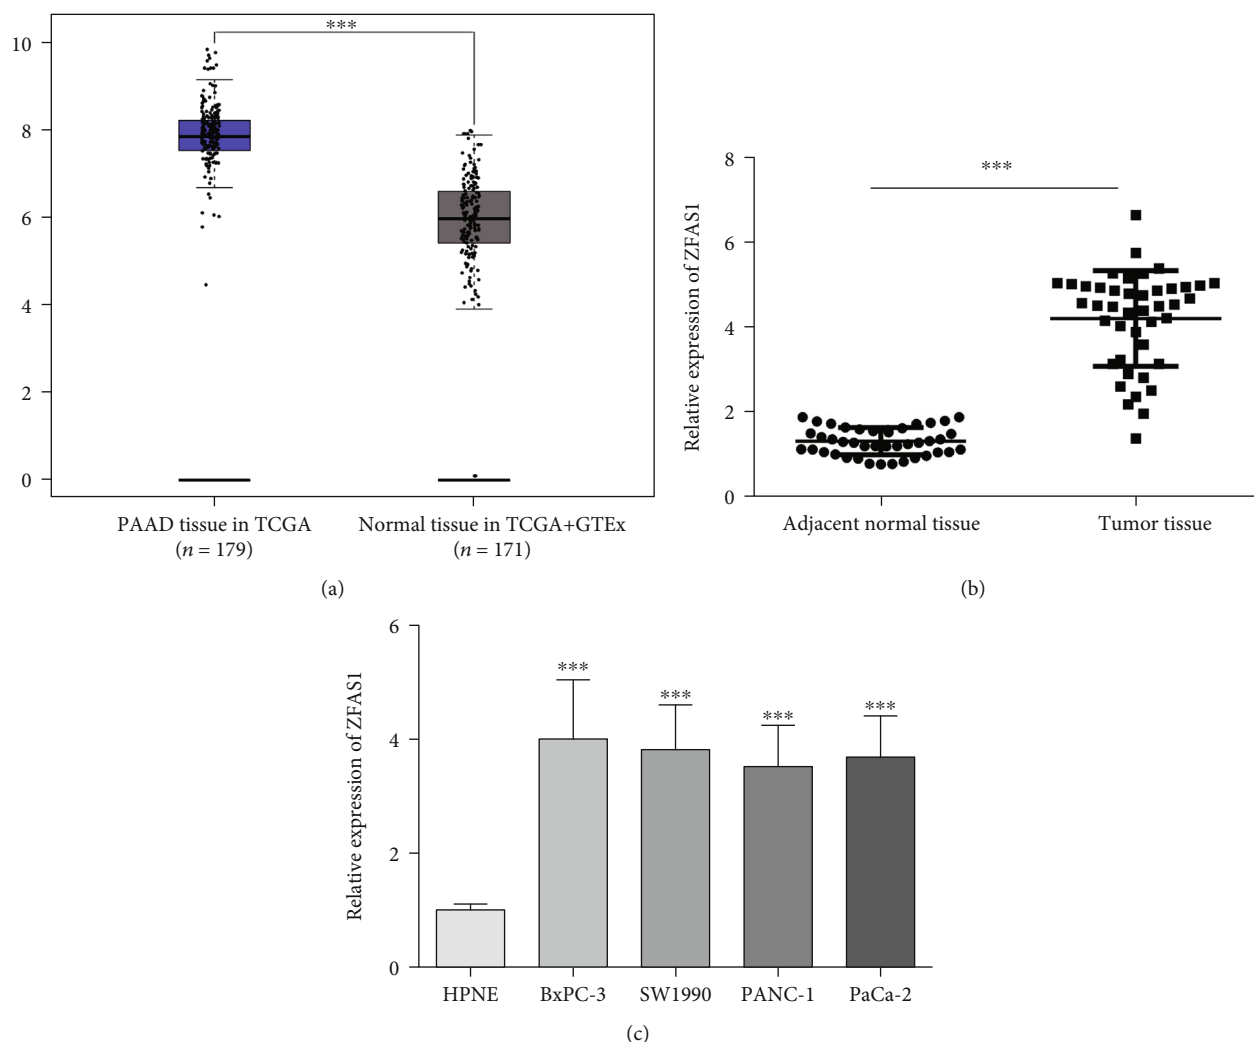 ***
10
8
6
4
2
0
PAAD tissue in TCGA
(n = 179)
Normal tissue in TCGA+GTEx
(n = 171)
(a)
Relative expression of ZFAS1
8
6
4
2
0
***
Adjacent normal tissue
Tumor tissue
(b)
Relative expression of ZFAS1
6
4
2
0
***
***
***
***
HPNE
BxPC-3
SW1990
PANC-1
PaCa-2
(c)